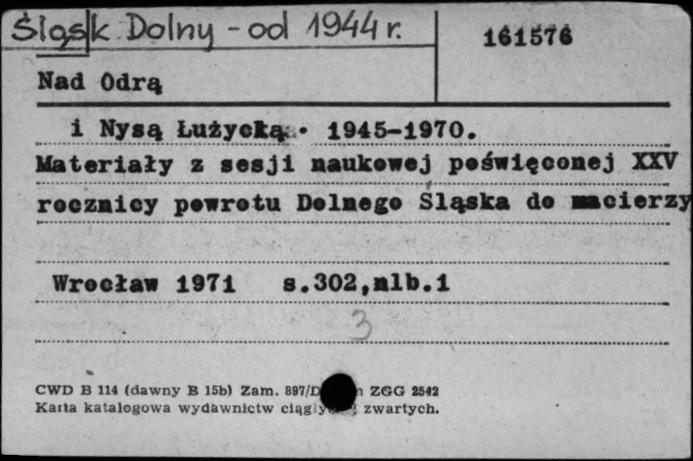 Śląsk Dolny - od 1944 r.
161576
Nad Odrą
i Nysą Łużycką. 1945-1970.
Materiały z sesji naukowej poświęconej XXV
rocznicy powrotu Dolnego Śląska do macierzy
Wrocław 1971 s.302,nlb.1
3
CWD B 114 (dawny B 15b) Zam. 897/D ZGG 2542
Karta katalogowa wydawnictw zwartych.